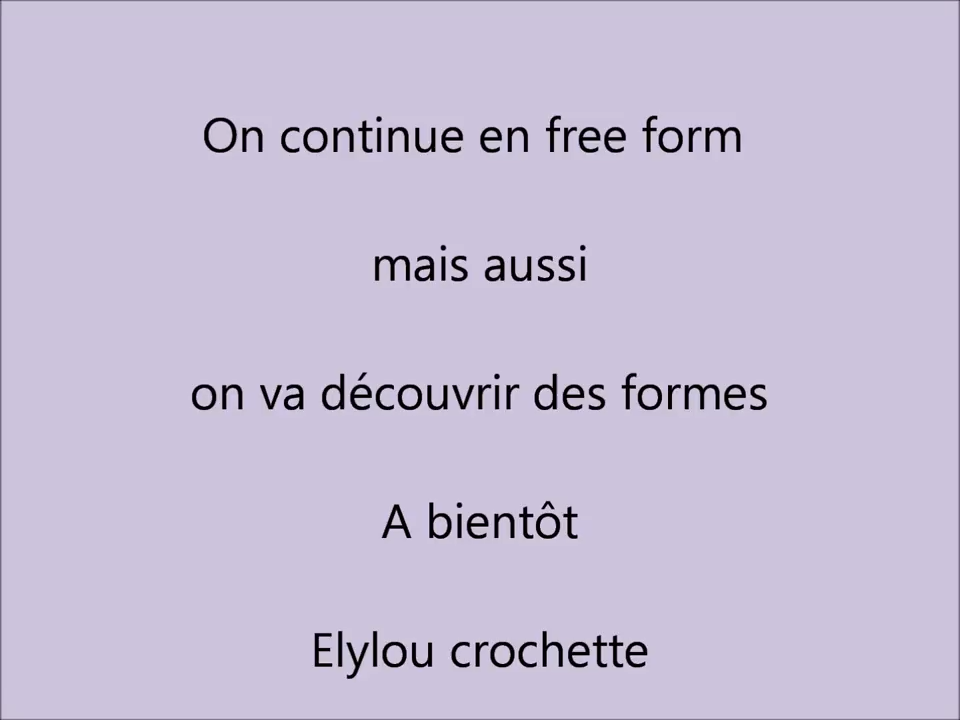 On continue en free form
mais aussi
on va découvrir des formes
A bientôt
Elylou crochette